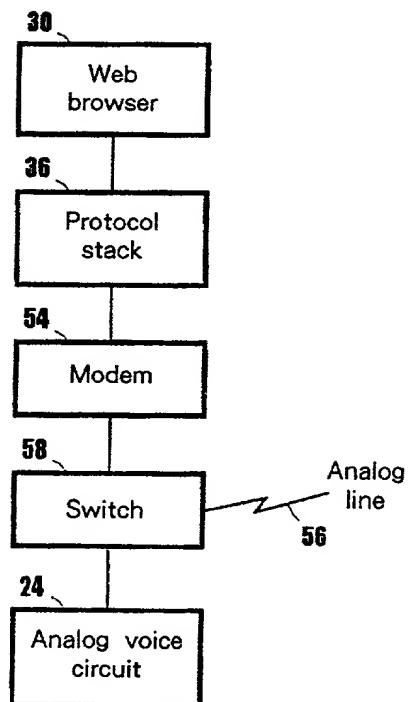 30
Web
browser
36
Protocol
stack
54
Modem
58
Switch
Analog
line
56
24
Analog voice
circuit